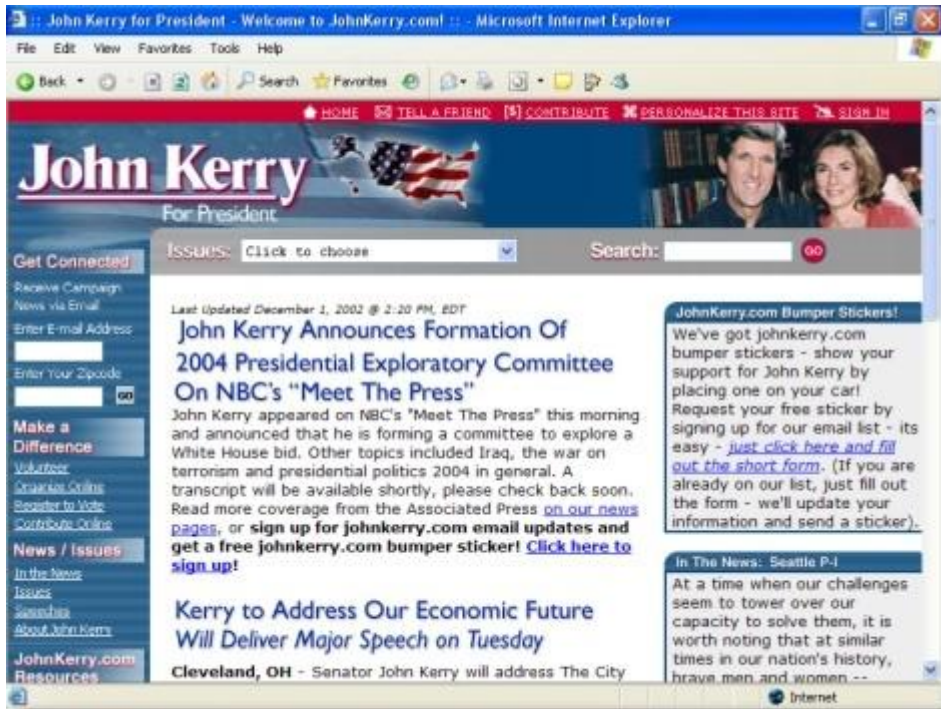 :: John Kerry for President - Welcome to JohnKerry.com! :: - Microsoft Internet Explorer
File Edit View Favorites Tools Help
Back Search Favorites
HOME TELL A FRIEND [$] CONTRIBUTE PERSONALIZE THIS SITE SIGN IN
John Kerry
For President
Issues: Click to choose Search: GO
Get Connected
Receive Campaign
News via Email
Enter E-mail Address
Enter Your Zipcode
GO
Make a
Difference
Volunteer
Organize Online
Register to Vote
Contribute Online
News / Issues
In the News
Issues
Speeches
About John Kerry
JohnKerry.com
Resources
Last Updated December 1, 2002 @ 2:20 PM, EDT
John Kerry Announces Formation Of
2004 Presidential Exploratory Committee
On NBC's “Meet The Press”
John Kerry appeared on NBC's "Meet The Press" this morning
and announced that he is forming a committee to explore a
White House bid. Other topics included Iraq, the war on
terrorism and presidential politics 2004 in general. A
transcript will be available shortly, please check back soon.
Read more coverage from the Associated Press on our news
pages, or sign up for johnkerry.com email updates and
get a free johnkerry.com bumper sticker! Click here to
sign up!
Kerry to Address Our Economic Future
Will Deliver Major Speech on Tuesday
Cleveland, OH - Senator John Kerry will address The City
JohnKerry.com Bumper Stickers!
We've got johnkerry.com
bumper stickers - show your
support for John Kerry by
placing one on your car!
Request your free sticker by
signing up for our email list - its
easy - just click here and fill
out the short form. (If you are
already on our list, just fill out
the form - we'll update your
information and send a sticker).
In The News: Seattle P-I
At a time when our challenges
seem to tower over our
capacity to solve them, it is
worth noting that at similar
times in our nation's history,
brave men and women --
Internet